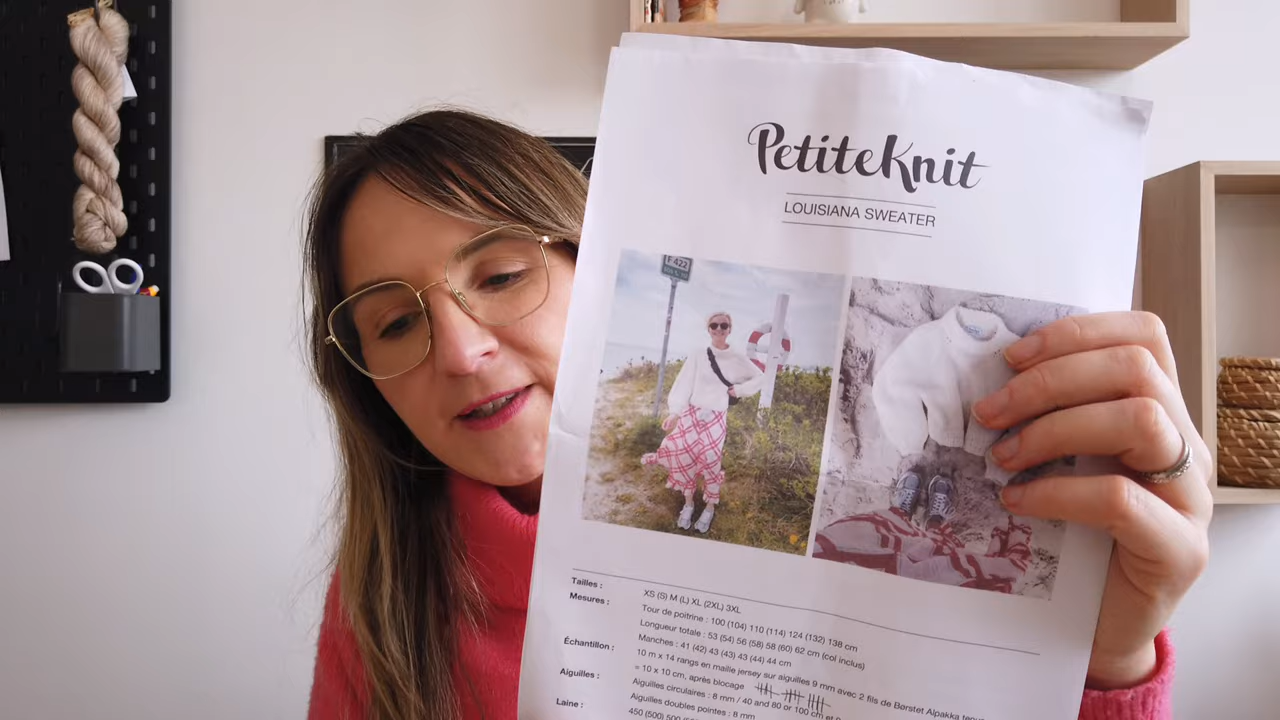 PetiteKnit
LOUISIANA SWEATER
F 422
Tailles : XS (S) M (L) XL (2XL) 3XL
Mesures : Tour de poitrine : 100 (104) 110 (114) 124 (132) 138 cm
Longueur totale : 53 (54) 56 (58) 58 (60) 62 cm (col inclus)
Manches : 41 (42) 43 (43) 43 (44) 44 cm
Échantillon : 10 m x 14 rangs en maille jersey sur aiguilles 9 mm avec 2 fils de Børstet Alpakka
= 10 x 10 cm, après blocage
Aiguilles : Aiguilles circulaires : 8 mm / 40 and 80 or 100 cm
Aiguilles doubles pointes : 8 mm
Laine : 450 (500) 500